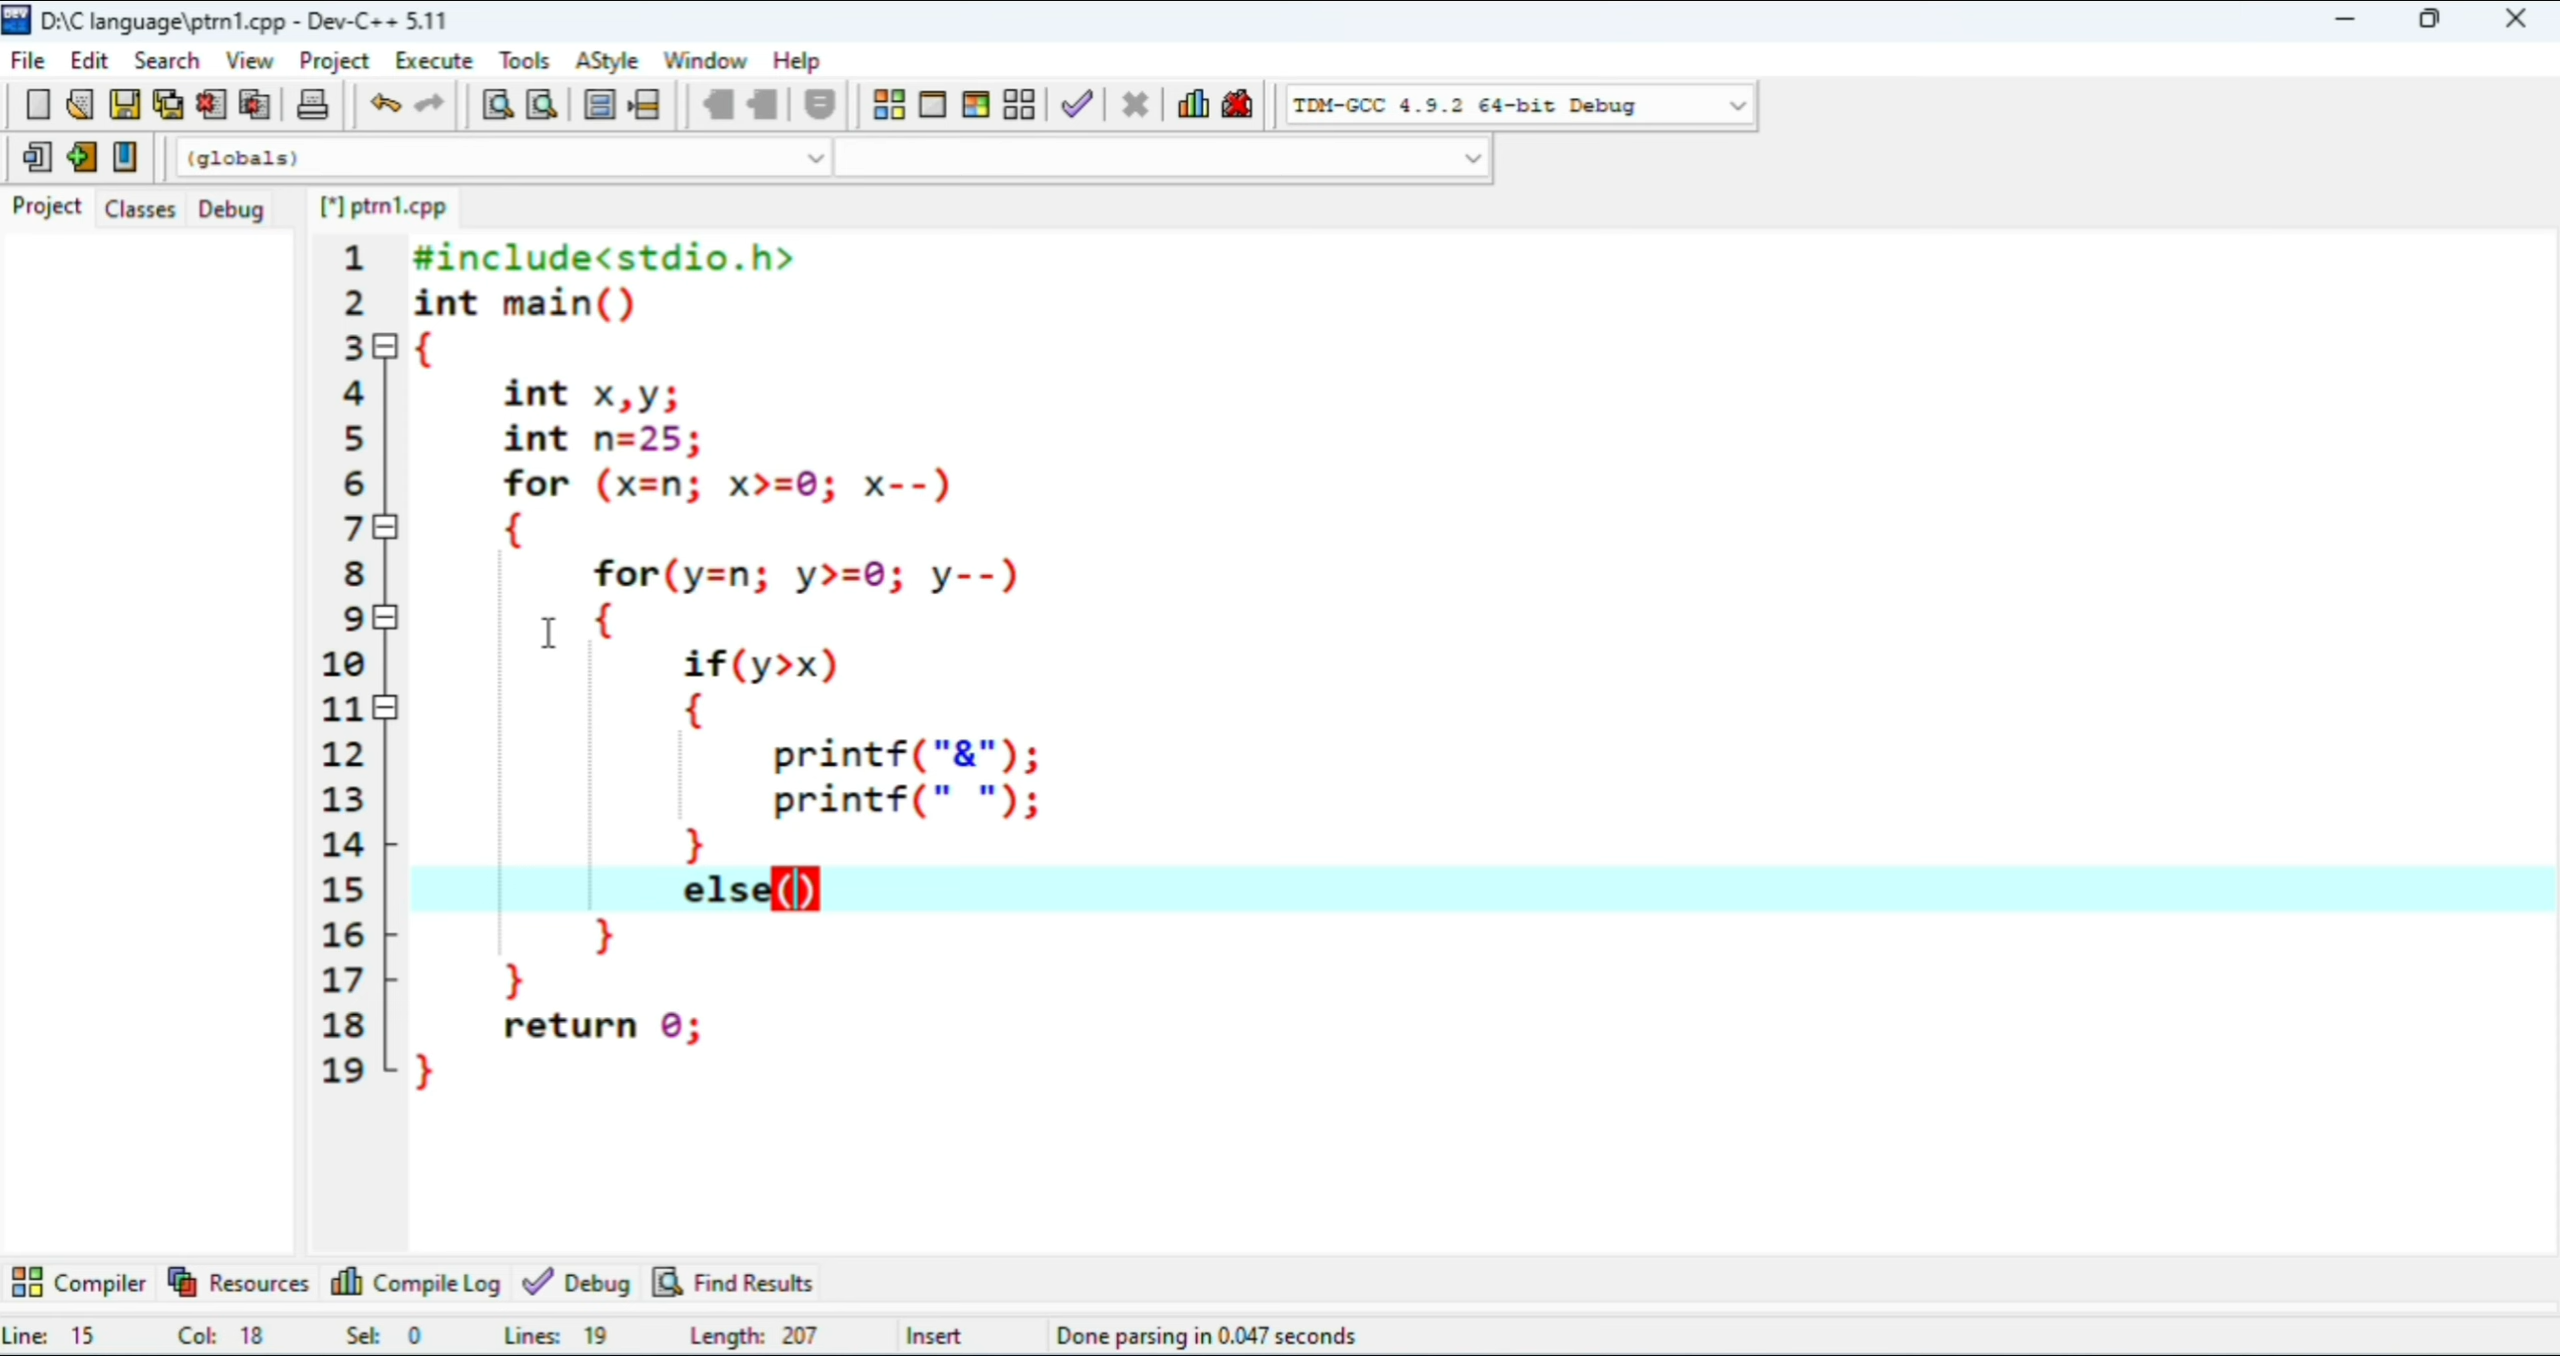 D:\C language\ptrn1.cpp - Dev-C++ 5.11
File Edit Search View Project Execute Tools AStyle Window Help
TDM-GCC 4.9.2 64-bit Debug
(globals)
Project Classes Debug [*] ptrn1.cpp
1 #include<stdio.h>
2 int main()
3 {
4 int x,y;
5 int n=25;
6 for (x=n; x>=0; x--)
7 {
8 for(y=n; y>=0; y--)
9 {
10 if(y>x)
11 {
12 printf("&");
13 printf(" ");
14 }
15 else()
16 }
17 }
18 return 0;
19 }
Compiler Resources Compile Log Debug Find Results
Line: 15 Col: 18 Sel: 0 Lines: 19 Length: 207 Insert Done parsing in 0.047 seconds